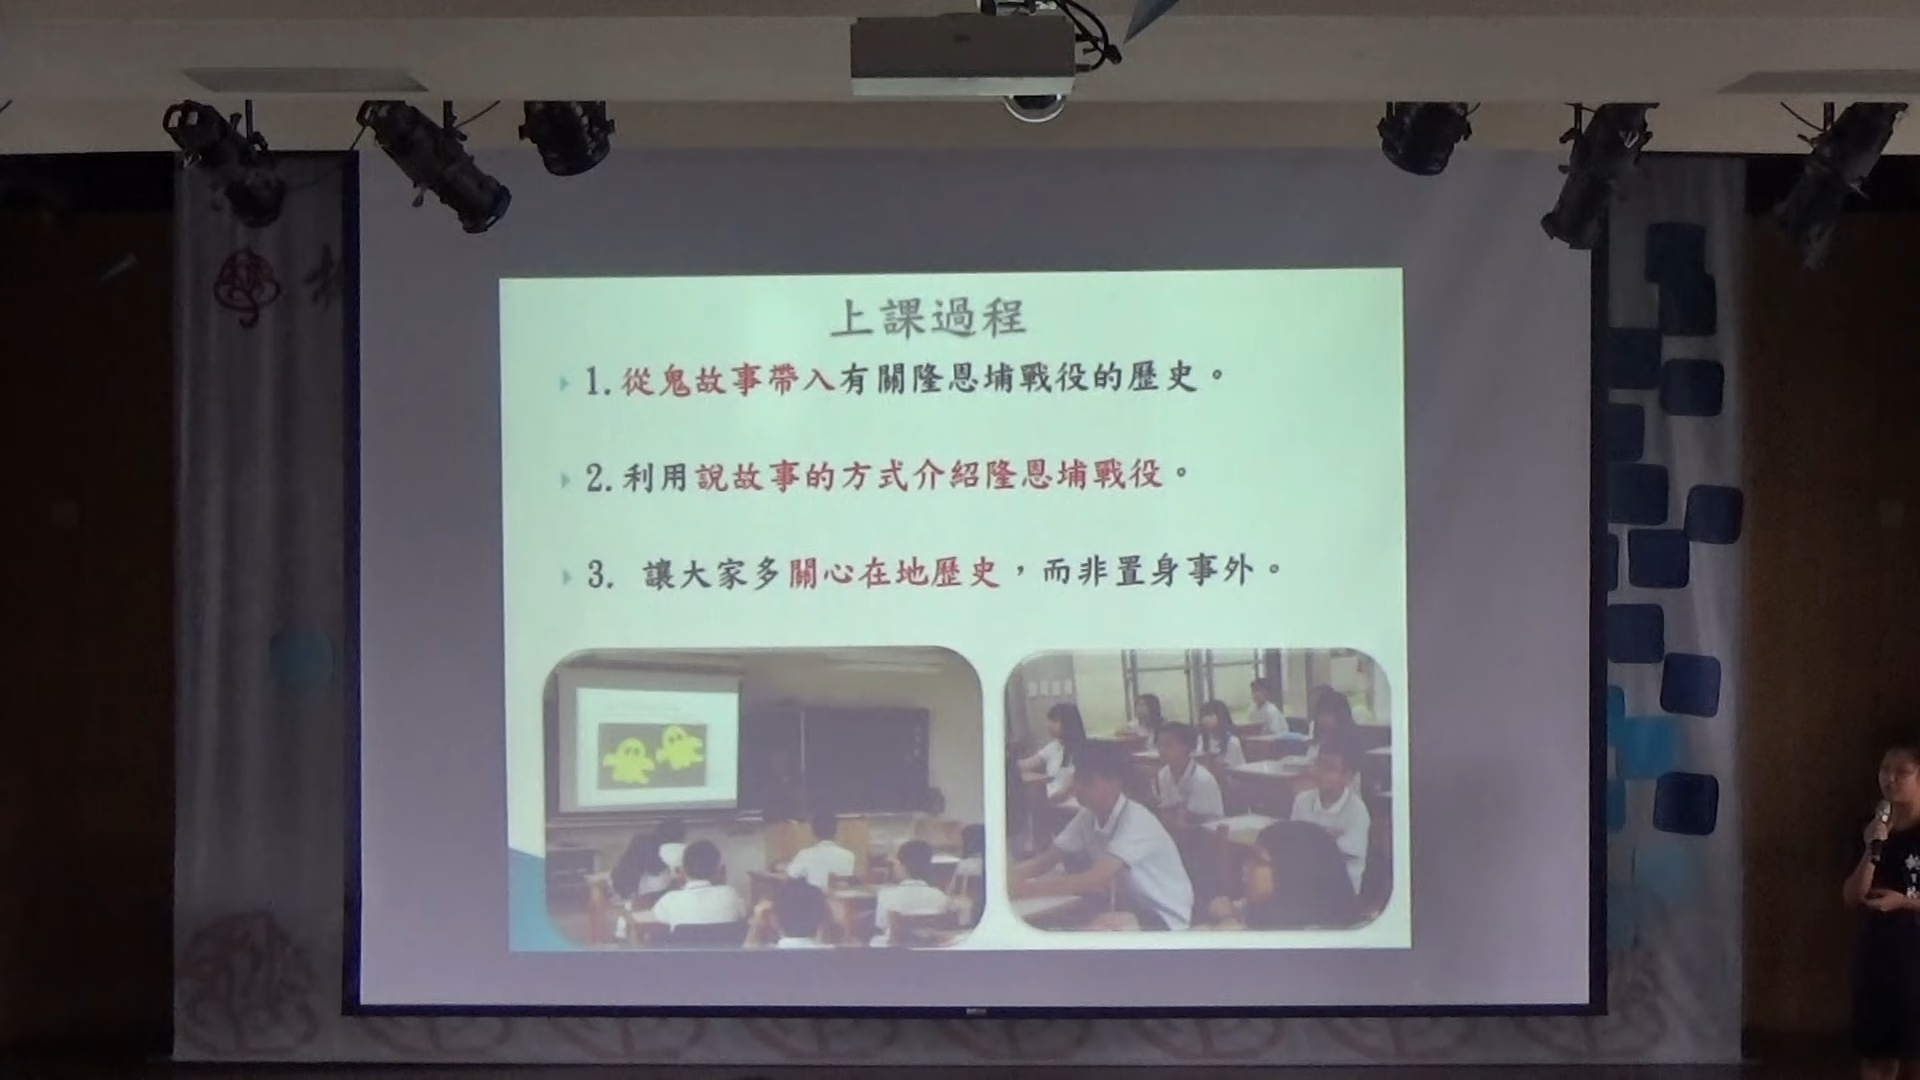 上課過程
1.從鬼故事帶入有關隆恩埔戰役的歷史。
2.利用說故事的方式介紹隆恩埔戰役。
3. 讓大家多關心在地歷史，而非置身事外。